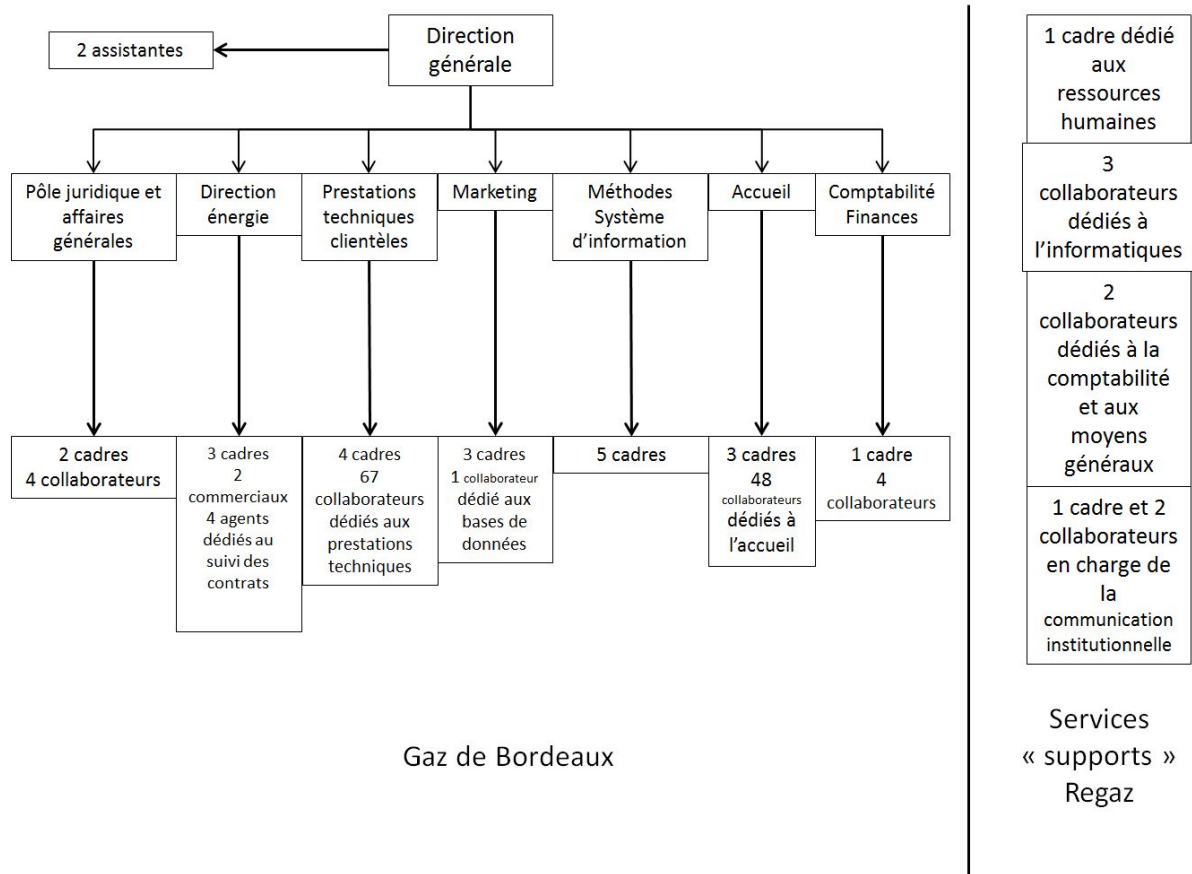 2 assistantes
Direction
générale
Pôle juridique et
affaires
générales
Direction
énergie
Prestations
techniques
clientèles
Marketing
Méthodes
Système
d’information
Accueil
Comptabilité
Finances
2 cadres
4 collaborateurs
3 cadres
2
commerciaux
4 agents
dédiés au
suivi des
contrats
4 cadres
67
collaborateurs
dédiés aux
prestations
techniques
3 cadres
1 collaborateur
dédié aux
bases de
données
5 cadres
3 cadres
48
collaborateurs
dédiés à
l’accueil
1 cadre
4
collaborateurs
Gaz de Bordeaux
1 cadre dédié
aux
ressources
humaines
3
collaborateurs
dédiés à
l’informatiques
2
collaborateurs
dédiés à la
comptabilité
et aux
moyens
généraux
1 cadre et 2
collaborateurs
en charge de
la
communication
institutionnelle
Services
« supports »
Regaz